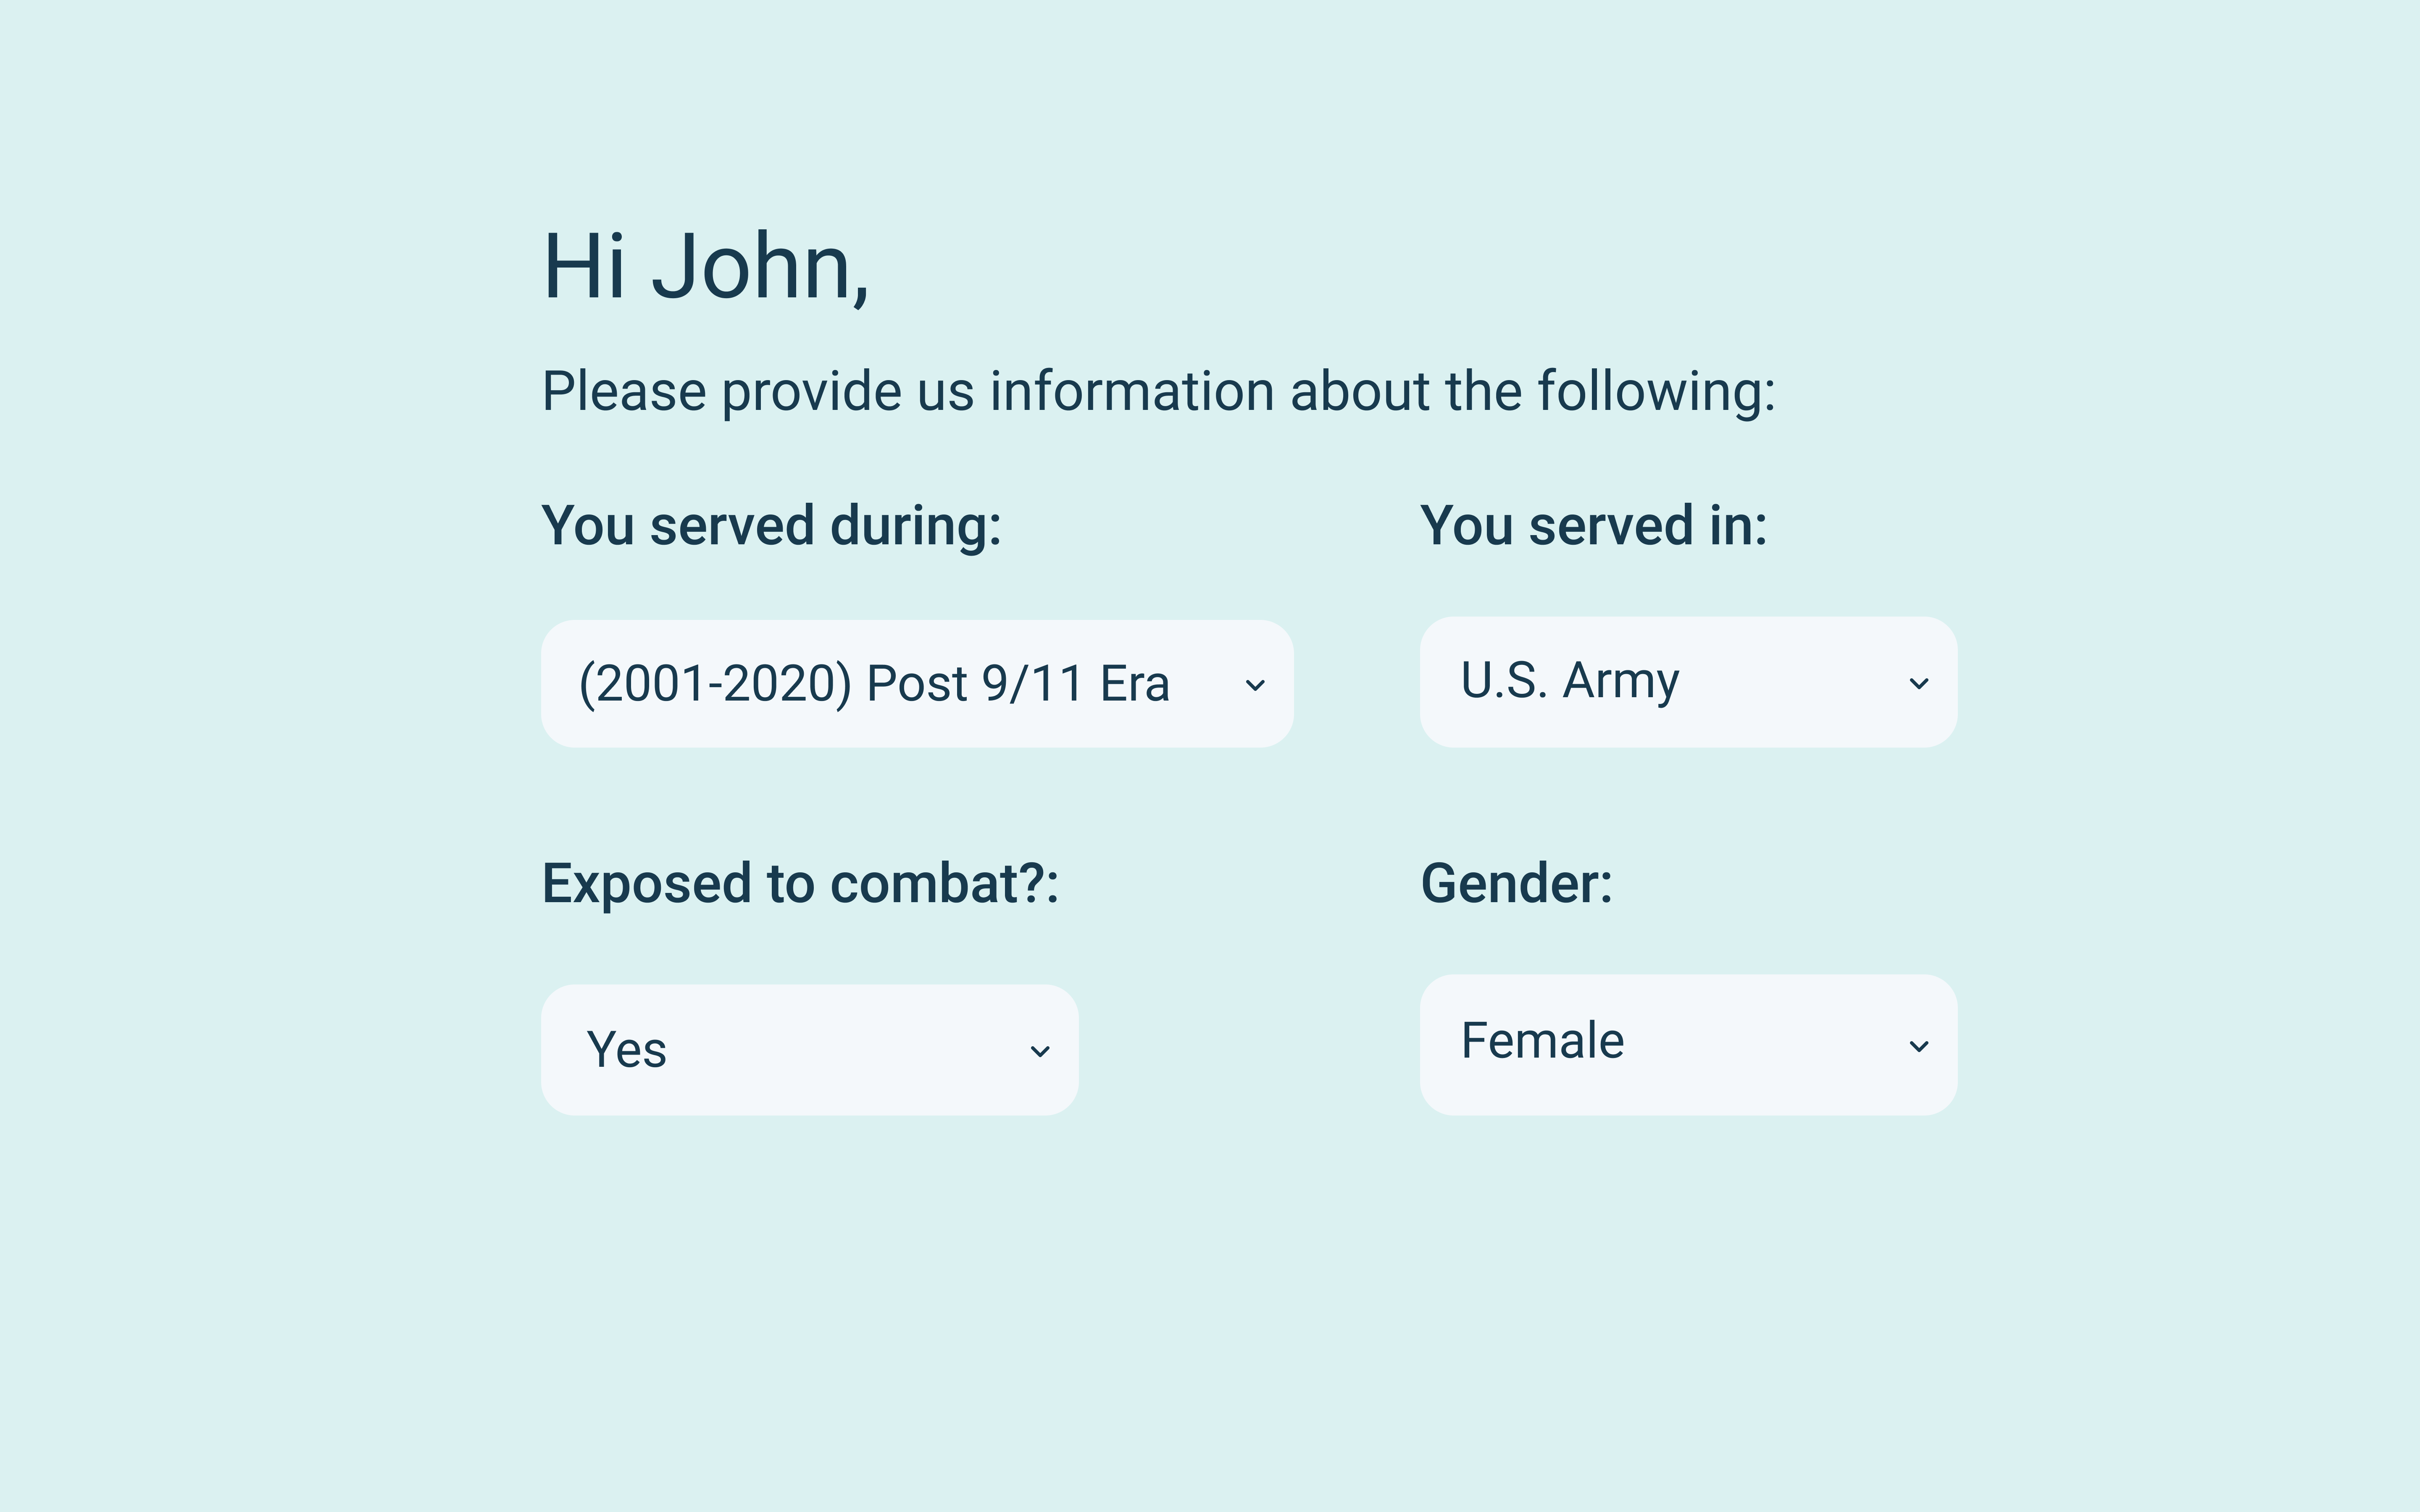 Hi John,
Please provide us information about the following:
You served during:
You served in:
(2001-2020) Post 9/11 Era
U.S. Army
Exposed to combat?:
Gender:
Yes
Female